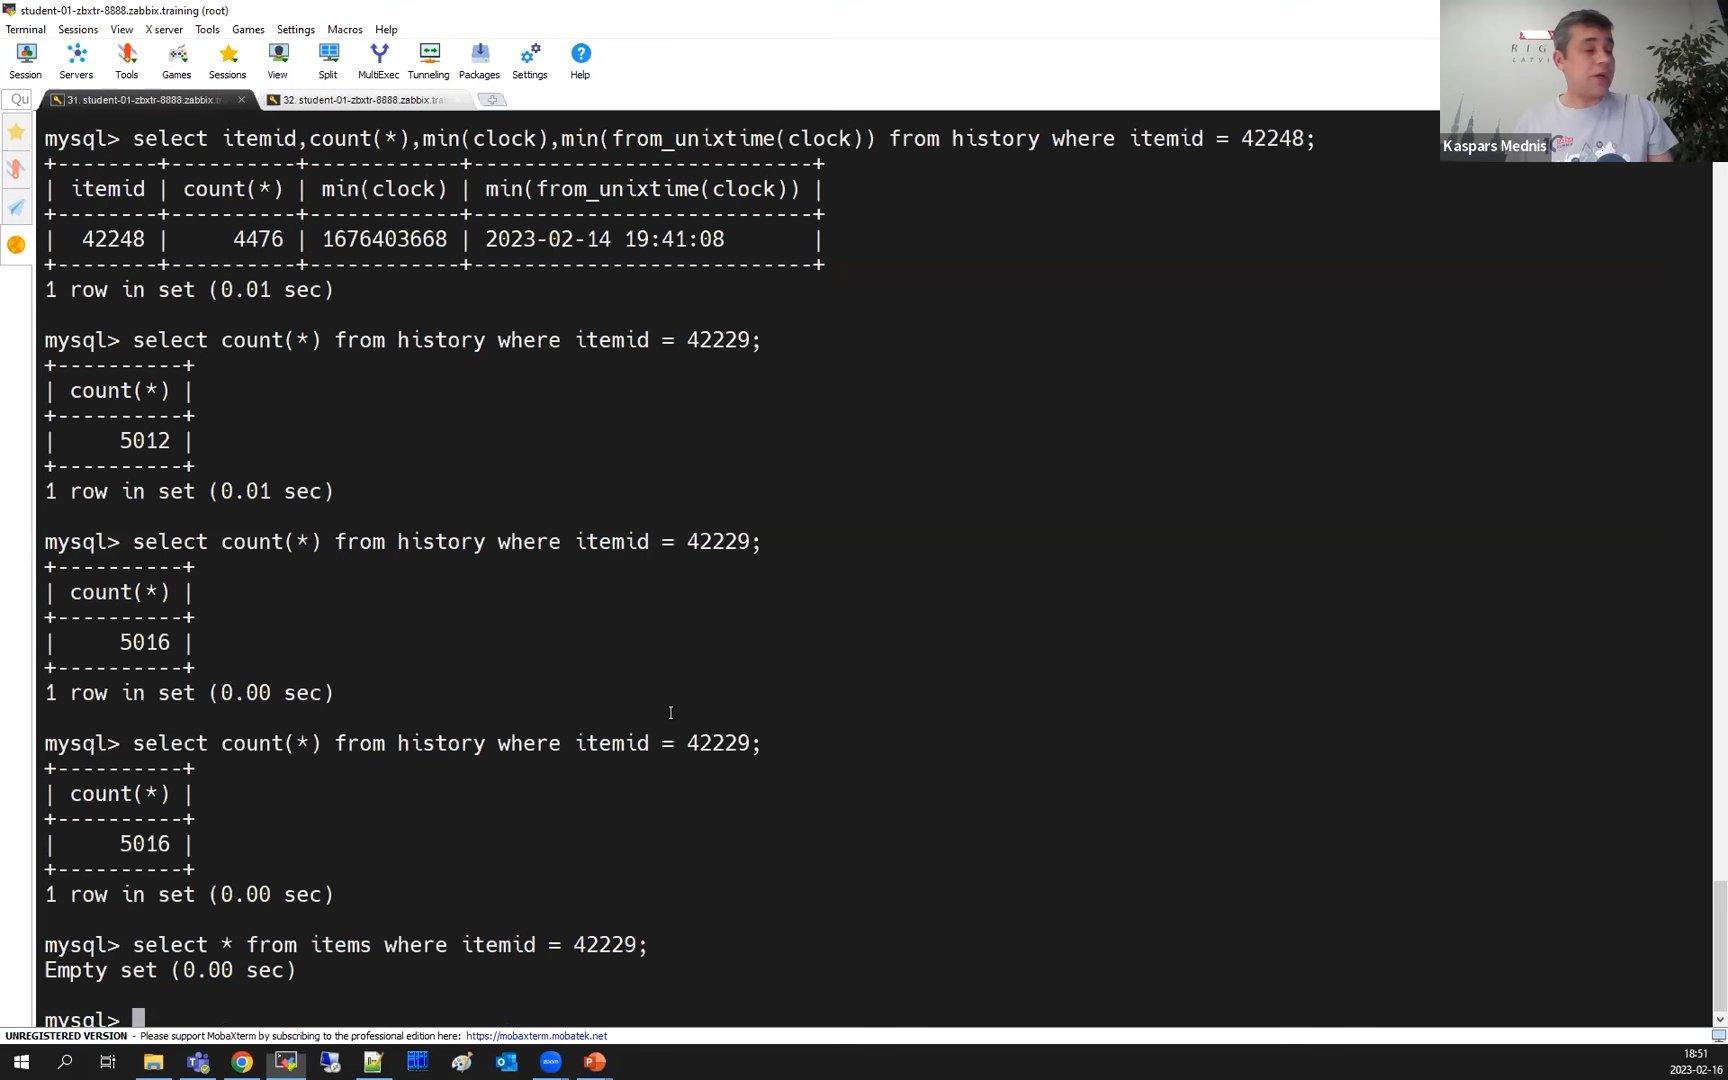 student-01-zbxtr-8888.zabbix.training (root)
Terminal Sessions View X server Tools Games Settings Macros Help
Session Servers Tools Games Sessions View Split MultiExec Tunneling Packages Settings Help
Qu 31. student-01-zbxtr-8888.zabbix.tr 32. student-01-zbxtr-8888.zabbix.trai
mysql> select itemid,count(*),min(clock),min(from_unixtime(clock)) from history where itemid = 42248;
+--------+----------+------------+---------------------------+
| itemid | count(*) | min(clock) | min(from_unixtime(clock)) |
+--------+----------+------------+---------------------------+
| 42248 | 4476 | 1676403668 | 2023-02-14 19:41:08 |
+--------+----------+------------+---------------------------+
1 row in set (0.01 sec)
mysql> select count(*) from history where itemid = 42229;
+----------+
| count(*) |
+----------+
| 5012 |
+----------+
1 row in set (0.01 sec)
mysql> select count(*) from history where itemid = 42229;
+----------+
| count(*) |
+----------+
| 5016 |
+----------+
1 row in set (0.00 sec)
mysql> select count(*) from history where itemid = 42229;
+----------+
| count(*) |
+----------+
| 5016 |
+----------+
1 row in set (0.00 sec)
mysql> select * from items where itemid = 42229;
Empty set (0.00 sec)
mysql>
Kaspars Mednis
UNREGISTERED VERSION - Please support MobaXterm by subscribing to the professional edition here: https://mobaxterm.mobatek.net
18:51
2023-02-16